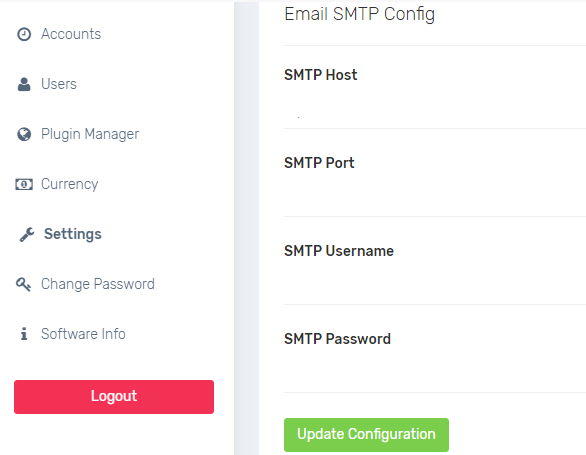 Accounts
Users
Plugin Manager
Currency
Settings
Change Password
Software Info
Logout
Email SMTP Config
SMTP Host
SMTP Port
SMTP Username
SMTP Password
Update Configuration